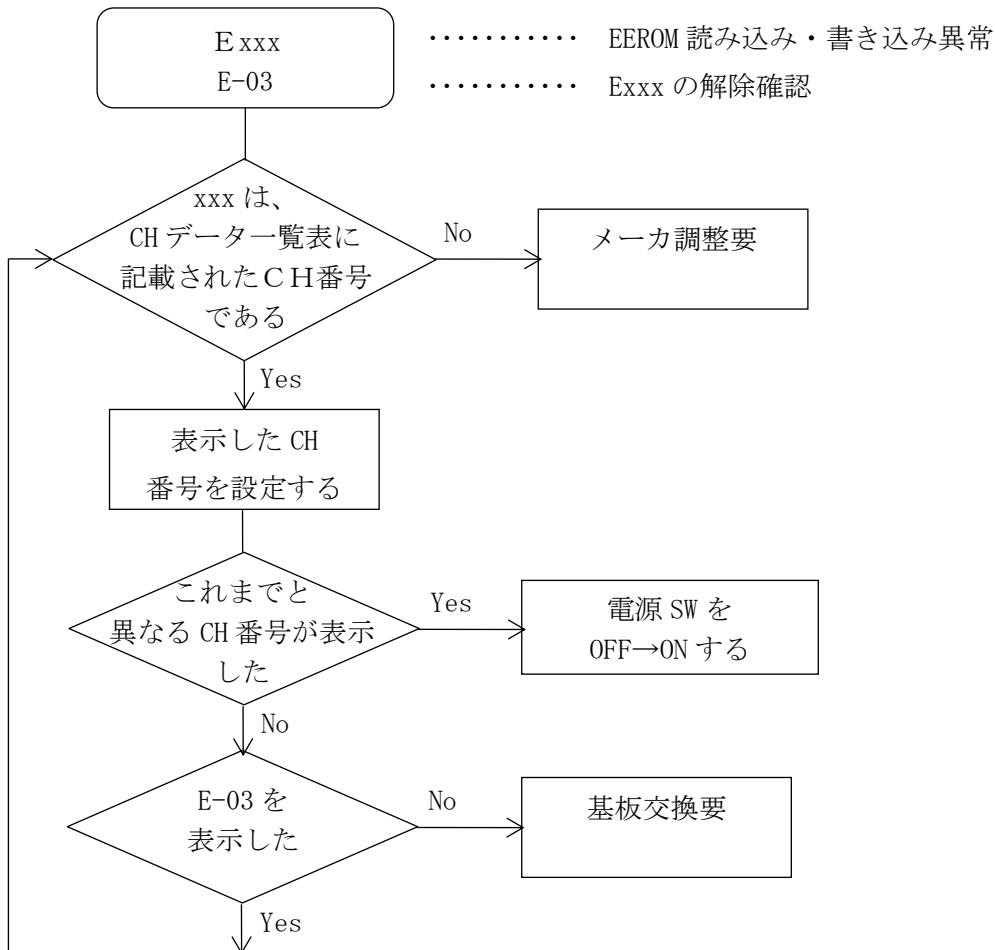 Ｅxxx
E-03
・・・・・・・・・・・ EEROM 読み込み・書き込み異常
・・・・・・・・・・・ Exxx の解除確認
xxx は、
CH データ一覧表に
記載されたＣＨ番号
である
No
メーカ調整要
Yes
表示した CH
番号を設定する
これまでと
異なる CH 番号が表示
した
Yes
電源 SW を
OFF→ON する
No
E-03 を
表示した
No
基板交換要
Yes